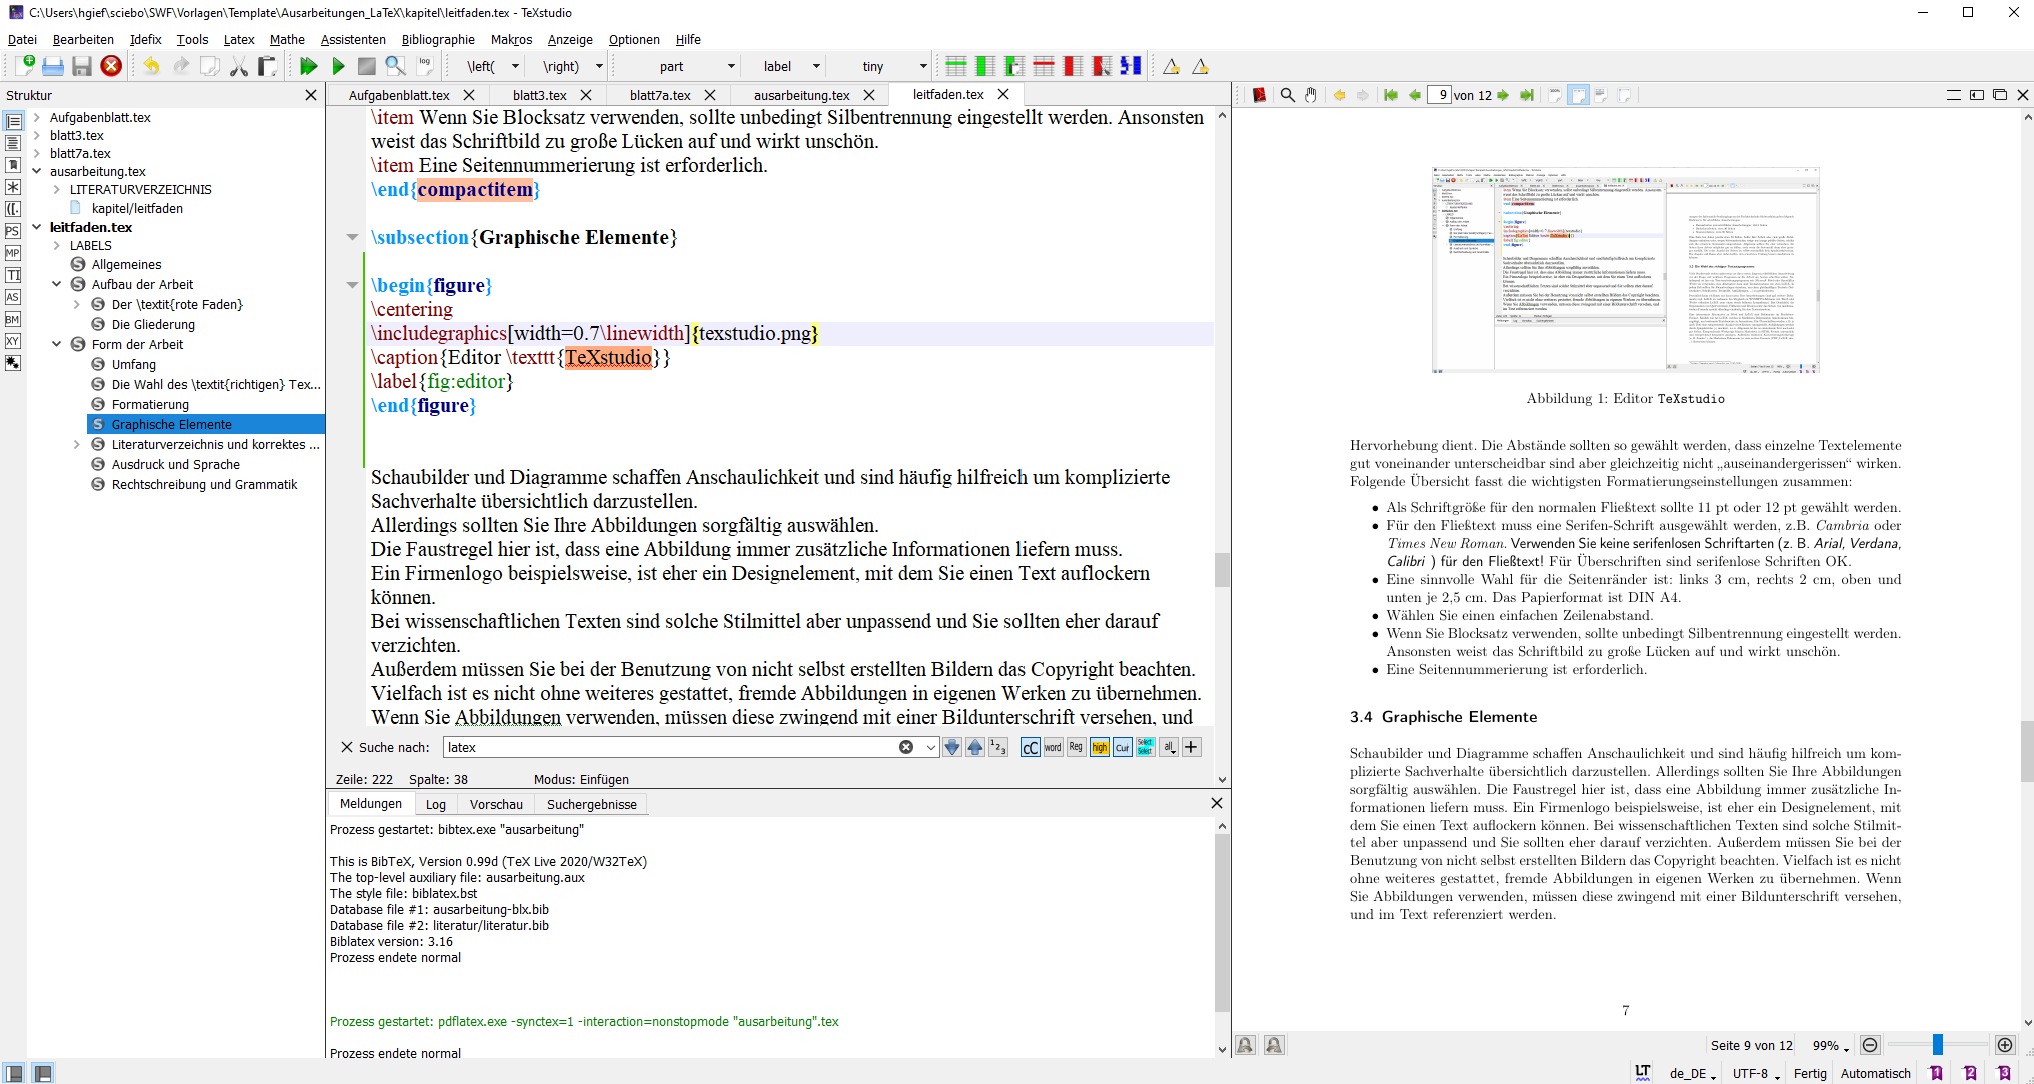 C:\Users\hgief\sciebo\SWF\Vorlagen\Template\Ausarbeitungen_LaTeX\kapitel\leitfaden.tex - TeXstudio
Datei Bearbeiten Idefix Tools Latex Mathe Assistenten Bibliographie Makros Anzeige Optionen Hilfe
log \left( \right) part label tiny
Struktur
Aufgabenblatt.tex
blatt3.tex
blatt7a.tex
ausarbeitung.tex
LITERATURVERZEICHNIS
kapitel/leitfaden
leitfaden.tex
LABELS
Allgemeines
Aufbau der Arbeit
Der \textit{rote Faden}
Die Gliederung
Form der Arbeit
Umfang
Die Wahl des \textit{richtigen} Tex...
Formatierung
Graphische Elemente
Literaturverzeichnis und korrektes ...
Ausdruck und Sprache
Rechtschreibung und Grammatik
PS
MP
TI
AS
BM
XY
Aufgabenblatt.tex blatt3.tex blatt7a.tex ausarbeitung.tex leitfaden.tex
\item Wenn Sie Blocksatz verwenden, sollte unbedingt Silbentrennung eingestellt werden. Ansonsten
weist das Schriftbild zu große Lücken auf und wirkt unschön.
\item Eine Seitennummerierung ist erforderlich.
\end{compactitem}
\subsection{Graphische Elemente}
\begin{figure}
\centering
\includegraphics[width=0.7\linewidth]{texstudio.png}
\caption{Editor \texttt{TeXstudio}}
\label{fig:editor}
\end{figure}
Schaubilder und Diagramme schaffen Anschaulichkeit und sind häufig hilfreich um komplizierte
Sachverhalte übersichtlich darzustellen.
Allerdings sollten Sie Ihre Abbildungen sorgfältig auswählen.
Die Faustregel hier ist, dass eine Abbildung immer zusätzliche Informationen liefern muss.
Ein Firmenlogo beispielsweise, ist eher ein Designelement, mit dem Sie einen Text auflockern
können.
Bei wissenschaftlichen Texten sind solche Stilmittel aber unpassend und Sie sollten eher darauf
verzichten.
Außerdem müssen Sie bei der Benutzung von nicht selbst erstellten Bildern das Copyright beachten.
Vielfach ist es nicht ohne weiteres gestattet, fremde Abbildungen in eigenen Werken zu übernehmen.
Wenn Sie Abbildungen verwenden, müssen diese zwingend mit einer Bildunterschrift versehen, und
Suche nach: latex cC word Reg high Cur Select Select all
Zeile: 222 Spalte: 38 Modus: Einfügen
Meldungen Log Vorschau Suchergebnisse
Prozess gestartet: bibtex.exe "ausarbeitung"
This is BibTeX, Version 0.99d (TeX Live 2020/W32TeX)
The top-level auxiliary file: ausarbeitung.aux
The style file: biblatex.bst
Database file #1: ausarbeitung-blx.bib
Database file #2: literatur/literatur.bib
Biblatex version: 3.16
Prozess endete normal
Prozess gestartet: pdflatex.exe -synctex=1 -interaction=nonstopmode "ausarbeitung".tex
Prozess endete normal
9 von 12
Abbildung 1: Editor TeXstudio
Hervorhebung dient. Die Abstände sollten so gewählt werden, dass einzelne Textelemente
gut voneinander unterscheidbar sind aber gleichzeitig nicht „auseinandergerissen“ wirken.
Folgende Übersicht fasst die wichtigsten Formatierungseinstellungen zusammen:
• Als Schriftgröße für den normalen Fließtext sollte 11 pt oder 12 pt gewählt werden.
• Für den Fließtext muss eine Serifen-Schrift ausgewählt werden, z.B. Cambria oder
Times New Roman. Verwenden Sie keine serifenlosen Schriftarten (z. B. Arial, Verdana,
Calibri ) für den Fließtext! Für Überschriften sind serifenlose Schriften OK.
• Eine sinnvolle Wahl für die Seitenränder ist: links 3 cm, rechts 2 cm, oben und
unten je 2,5 cm. Das Papierformat ist DIN A4.
• Wählen Sie einen einfachen Zeilenabstand.
• Wenn Sie Blocksatz verwenden, sollte unbedingt Silbentrennung eingestellt werden.
Ansonsten weist das Schriftbild zu große Lücken auf und wirkt unschön.
• Eine Seitennummerierung ist erforderlich.
3.4 Graphische Elemente
Schaubilder und Diagramme schaffen Anschaulichkeit und sind häufig hilfreich um kom-
plizierte Sachverhalte übersichtlich darzustellen. Allerdings sollten Sie Ihre Abbildungen
sorgfältig auswählen. Die Faustregel hier ist, dass eine Abbildung immer zusätzliche In-
formationen liefern muss. Ein Firmenlogo beispielsweise, ist eher ein Designelement, mit
dem Sie einen Text auflockern können. Bei wissenschaftlichen Texten sind solche Stilmit-
tel aber unpassend und Sie sollten eher darauf verzichten. Außerdem müssen Sie bei der
Benutzung von nicht selbst erstellten Bildern das Copyright beachten. Vielfach ist es nicht
ohne weiteres gestattet, fremde Abbildungen in eigenen Werken zu übernehmen. Wenn
Sie Abbildungen verwenden, müssen diese zwingend mit einer Bildunterschrift versehen,
und im Text referenziert werden.
7
Seite 9 von 12 99%
LT de_DE UTF-8 Fertig Automatisch 1 2 3